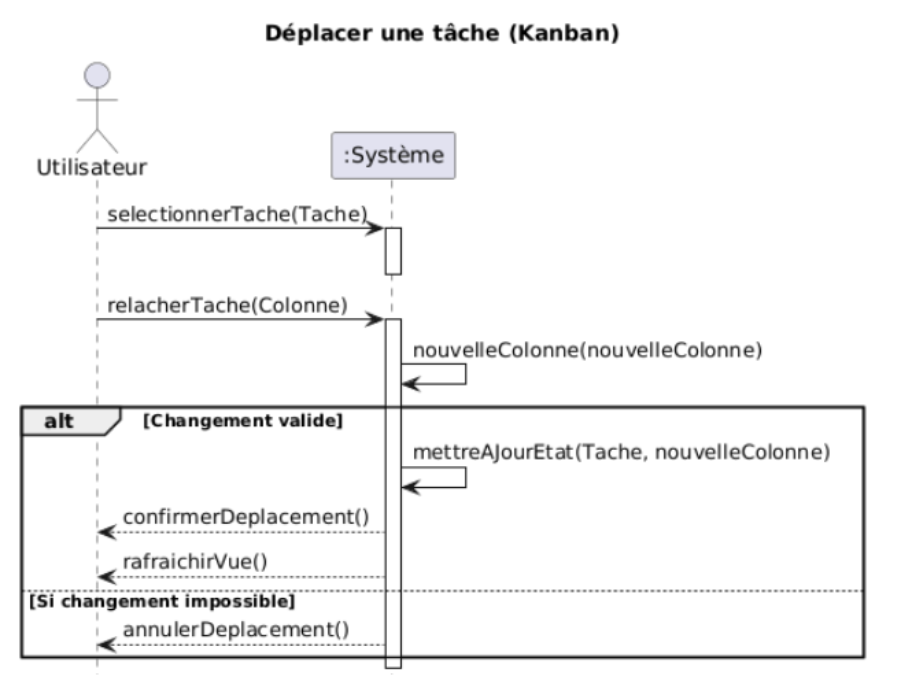 Déplacer une tâche (Kanban)
Utilisateur
:Système
selectionnerTache(Tache)
relacherTache(Colonne)
nouvelleColonne(nouvelleColonne)
alt [Changement valide]
mettreAJourEtat(Tache, nouvelleColonne)
confirmerDeplacement()
rafraichirVue()
[Si changement impossible]
annulerDeplacement()